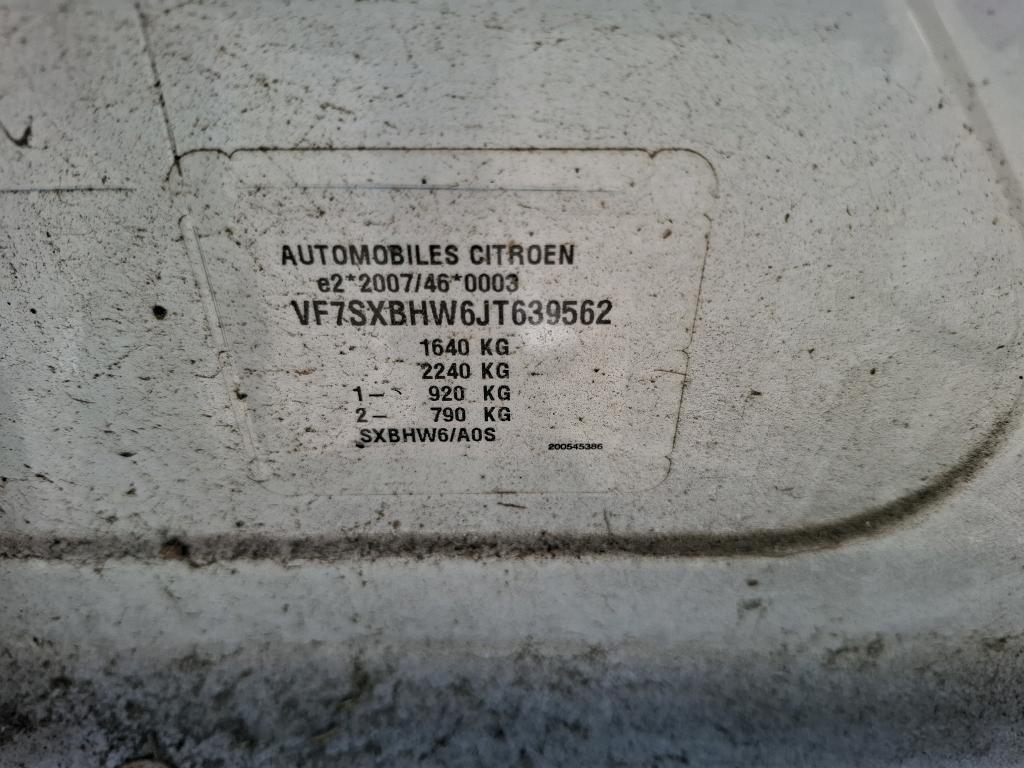 AUTOMOBILES CITROEN
e2*2007/46*0003
VF7SXBHW6JT639562
1640 KG
2240 KG
1- 920 KG
2- 790 KG
SXBHW6/A0S
200545386